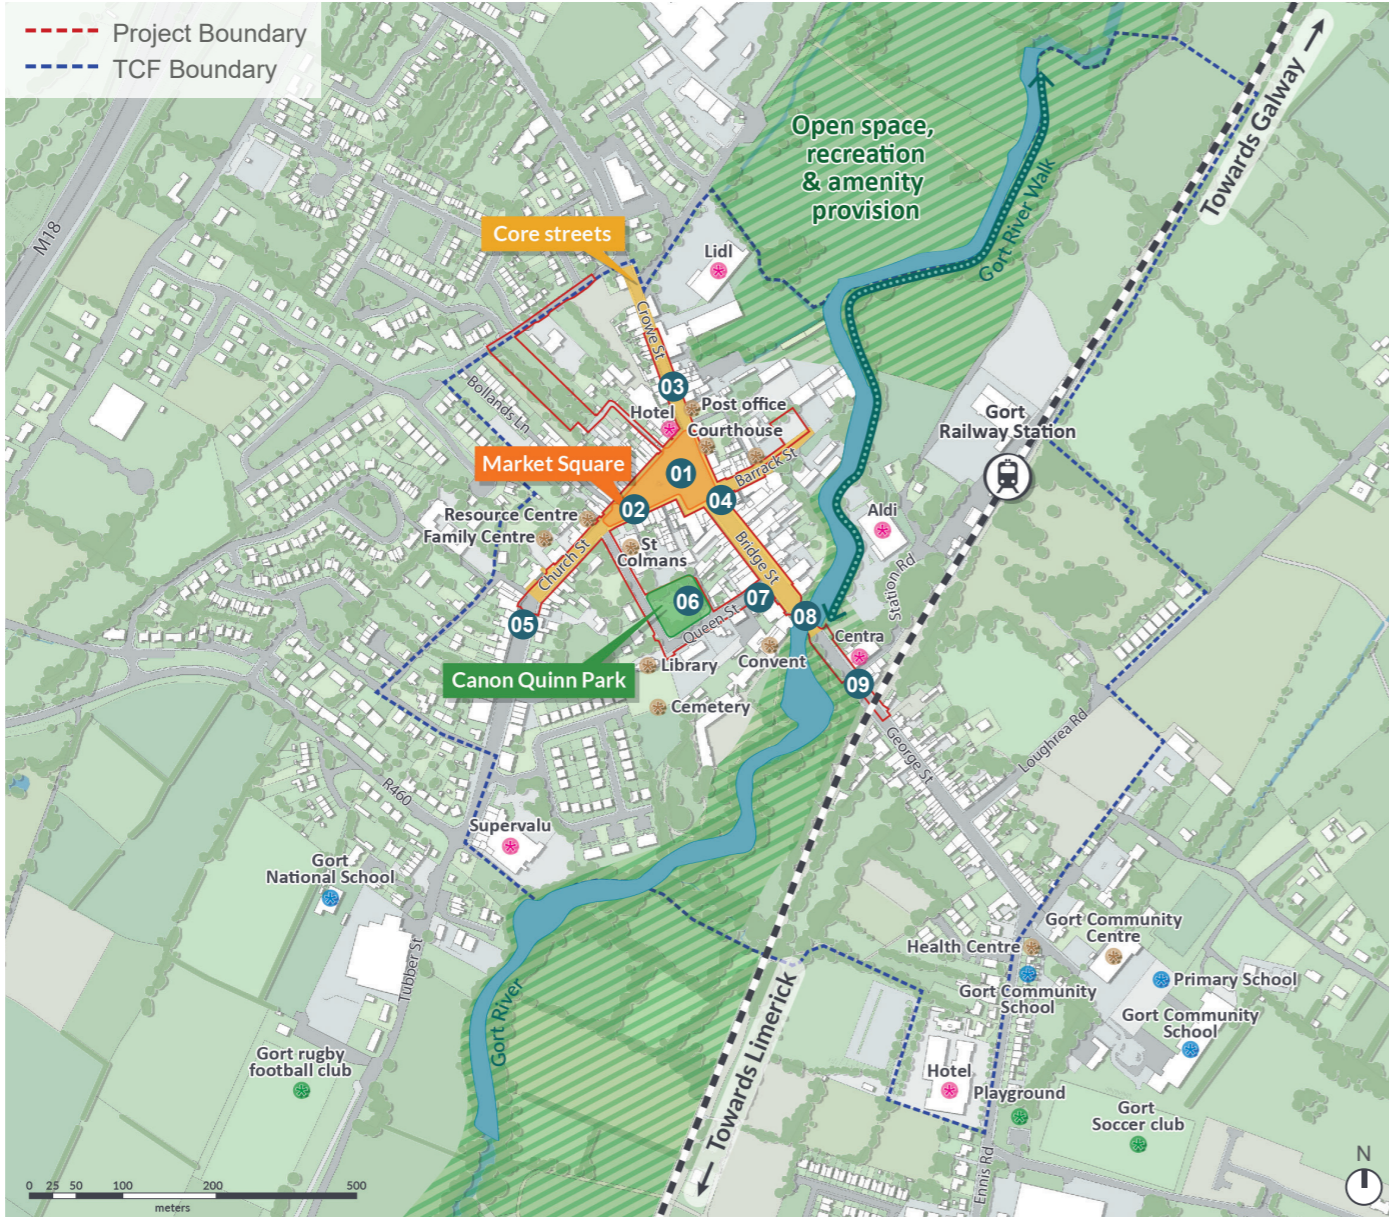 Project Boundary
TCF Boundary
M18
Open space,
recreation
& amenity
provision
Towards Galway
Gort River Walk
Core streets
Lidl
Crowe St
Bollands Ln
03
Post office
Hotel
Courthouse
Gort
Railway Station
Market Square
01
Barrack St
04
02
Resource Centre
Family Centre
Aldi
St
Colmans
Church St
Bridge St
Station Rd
05
06
07
08
Queen St
Centra
Convent
Library
09
Canon Quinn Park
Cemetery
George St
Loughrea Rd
R460
Supervalu
Gort
National School
Tubber St
Gort River
Health Centre
Gort Community
Centre
Gort Community
School
Primary School
Gort Community
School
Towards Limerick
Gort rugby
football club
Hotel
Playground
Gort
Soccer club
Ennis Rd
N
0 25 50 100 200 500
meters